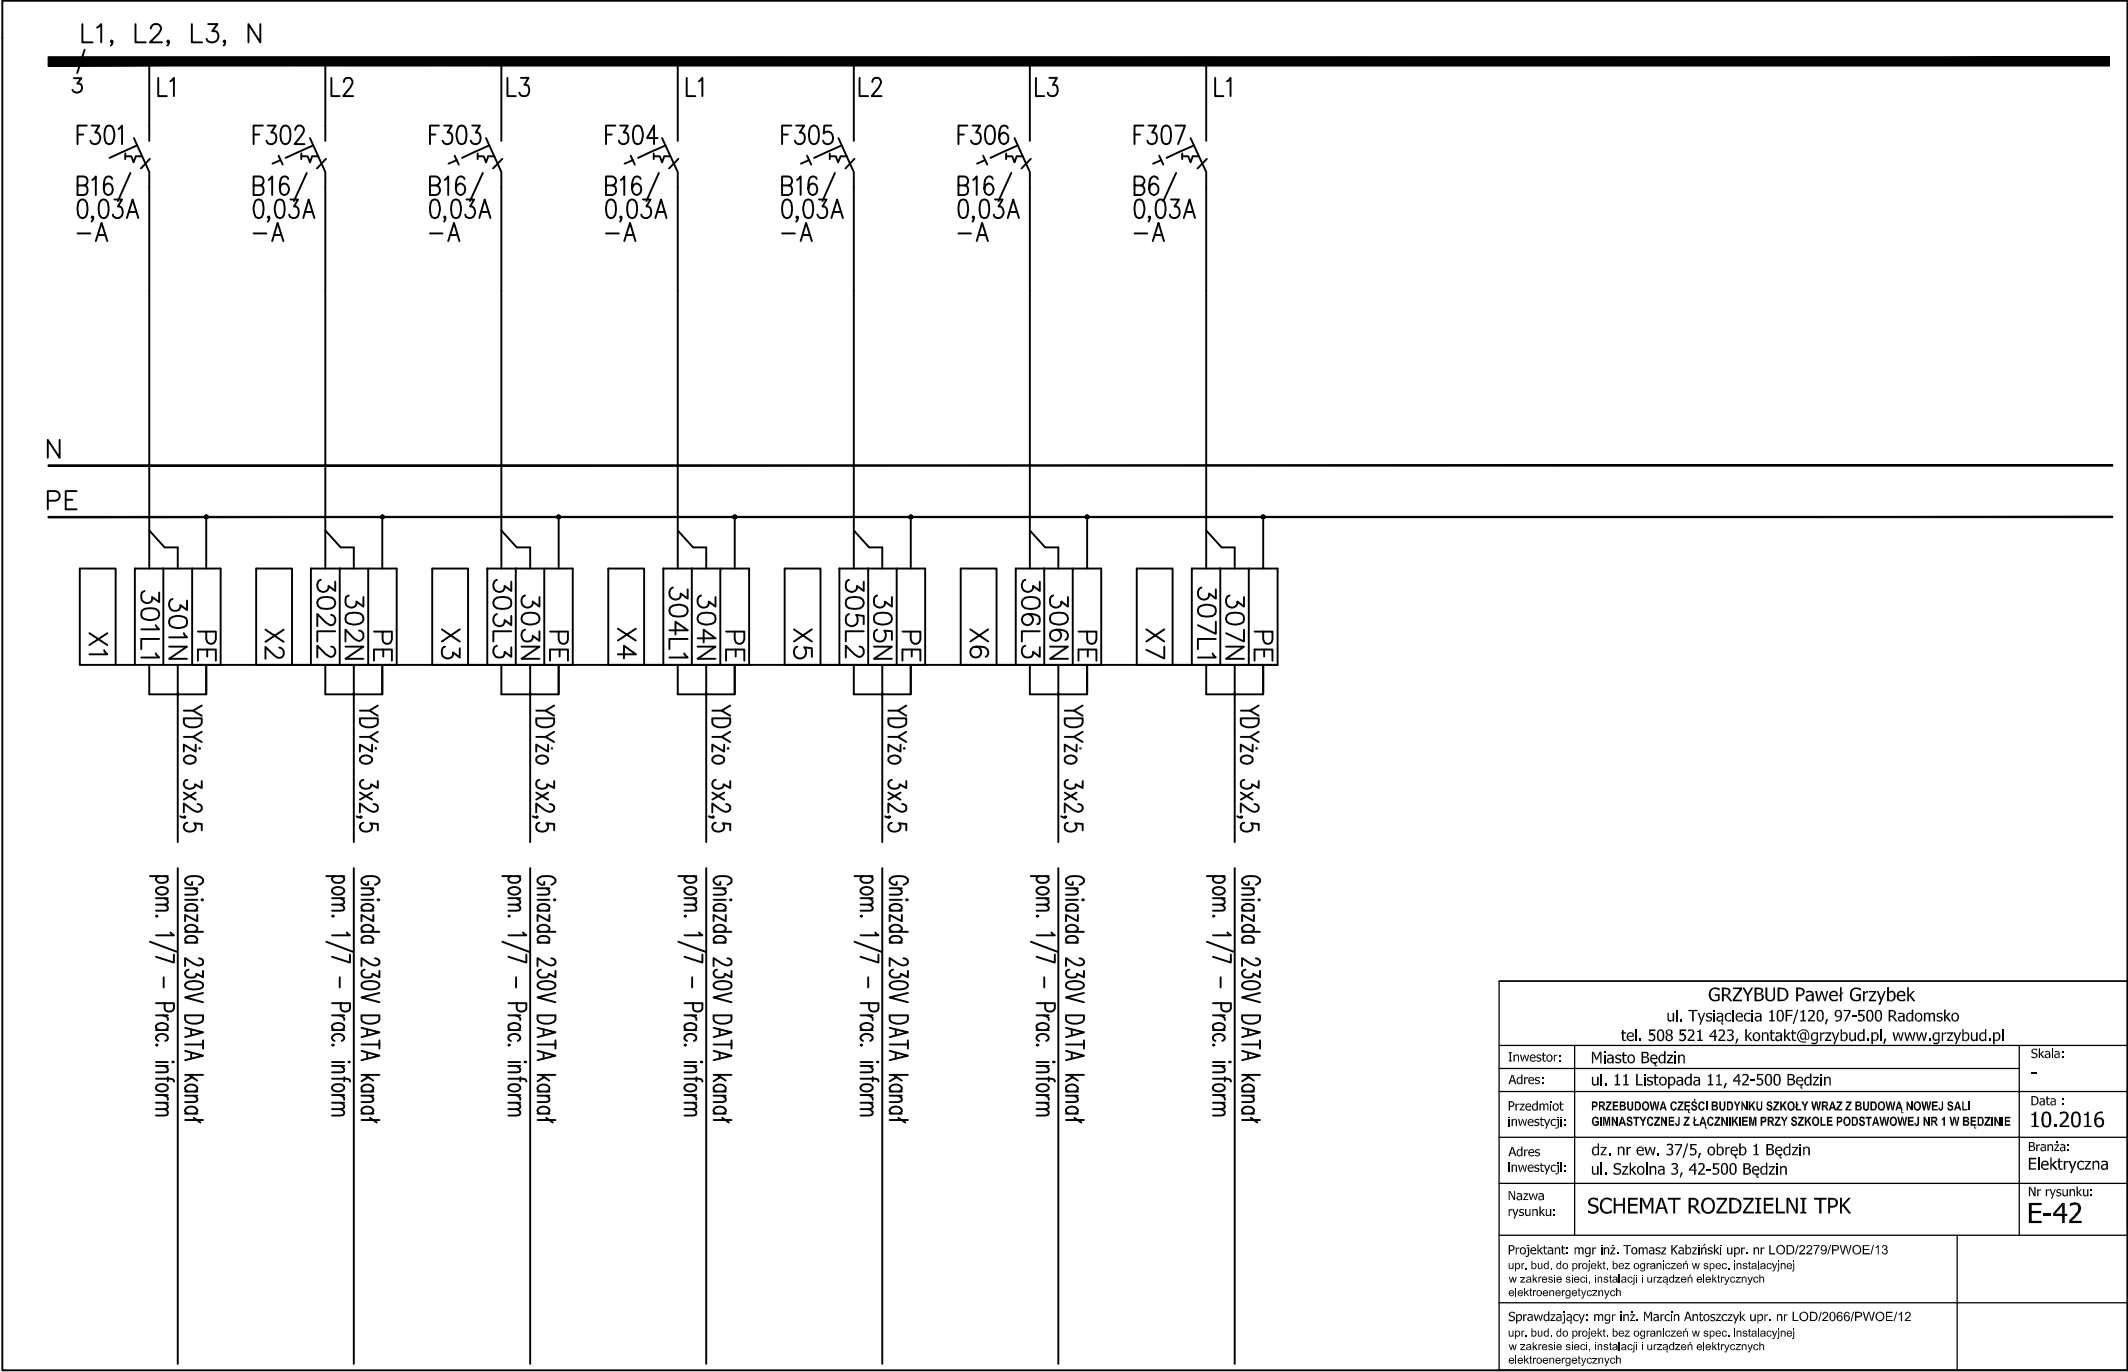 L1, L2, L3, N
3
L1
L2
L3
L1
L2
L3
L1
F301
B16/
0,03A
-A
F302
B16/
0,03A
-A
F303
B16/
0,03A
-A
F304
B16/
0,03A
-A
F305
B16/
0,03A
-A
F306
B16/
0,03A
-A
F307
B6/
0,03A
-A
N
PE
X1
301L1
301N
PE
X2
302L2
302N
PE
X3
303L3
303N
PE
X4
304L1
304N
PE
X5
305L2
305N
PE
X6
306L3
306N
PE
X7
307L1
307N
PE
YDYżo 3x2,5
YDYżo 3x2,5
YDYżo 3x2,5
YDYżo 3x2,5
YDYżo 3x2,5
YDYżo 3x2,5
YDYżo 3x2,5
Gniazda 230V DATA kanał
pom. 1/7 - Prac. inform
Gniazda 230V DATA kanał
pom. 1/7 - Prac. inform
Gniazda 230V DATA kanał
pom. 1/7 - Prac. inform
Gniazda 230V DATA kanał
pom. 1/7 - Prac. inform
Gniazda 230V DATA kanał
pom. 1/7 - Prac. inform
Gniazda 230V DATA kanał
pom. 1/7 - Prac. inform
Gniazda 230V DATA kanał
pom. 1/7 - Prac. inform
GRZYBUD Paweł Grzybek
ul. Tysiąclecia 10F/120, 97-500 Radomsko
tel. 508 521 423, kontakt@grzybud.pl, www.grzybud.pl
Inwestor: Miasto Będzin
Adres: ul. 11 Listopada 11, 42-500 Będzin
Skala:
-
Przedmiot inwestycji:
PRZEBUDOWA CZĘŚCI BUDYNKU SZKOŁY WRAZ Z BUDOWĄ NOWEJ SALI
GIMNASTYCZNEJ Z ŁĄCZNIKIEM PRZY SZKOLE PODSTAWOWEJ NR 1 W BĘDZINIE
Data :
10.2016
Adres Inwestycji:
dz. nr ew. 37/5, obręb 1 Będzin
ul. Szkolna 3, 42-500 Będzin
Branża:
Elektryczna
Nazwa rysunku:
SCHEMAT ROZDZIELNI TPK
Nr rysunku:
E-42
Projektant: mgr inż. Tomasz Kabziński upr. nr LOD/2279/PWOE/13
upr. bud. do projekt. bez ograniczeń w spec. instalacyjnej
w zakresie sieci, instalacji i urządzeń elektrycznych
elektroenergetycznych
Sprawdzający: mgr inż. Marcin Antoszczyk upr. nr LOD/2066/PWOE/12
upr. bud. do projekt. bez ograniczeń w spec. instalacyjnej
w zakresie sieci, instalacji i urządzeń elektrycznych
elektroenergetycznych